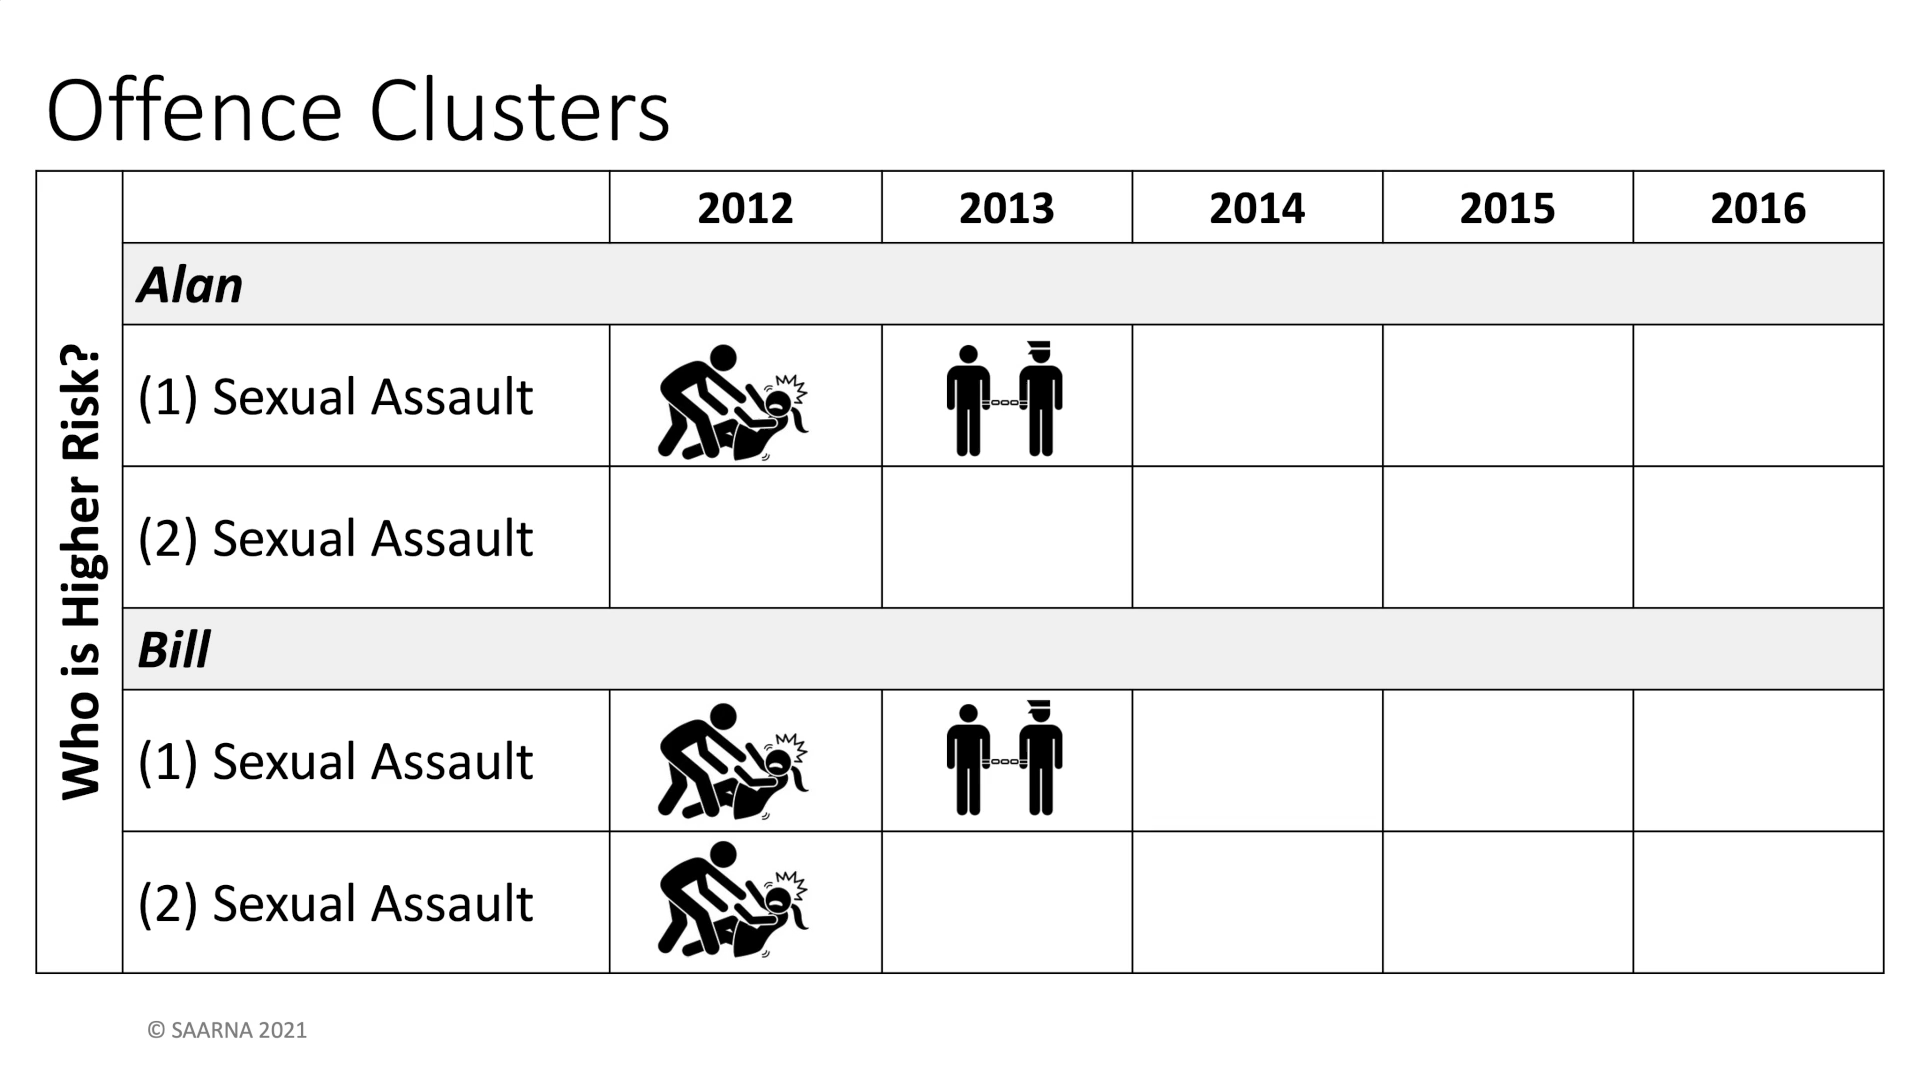 Offence Clusters
Who is Higher Risk?
2012 2013 2014 2015 2016
Alan
(1) Sexual Assault
(2) Sexual Assault
Bill
(1) Sexual Assault
(2) Sexual Assault
© SAARNA 2021